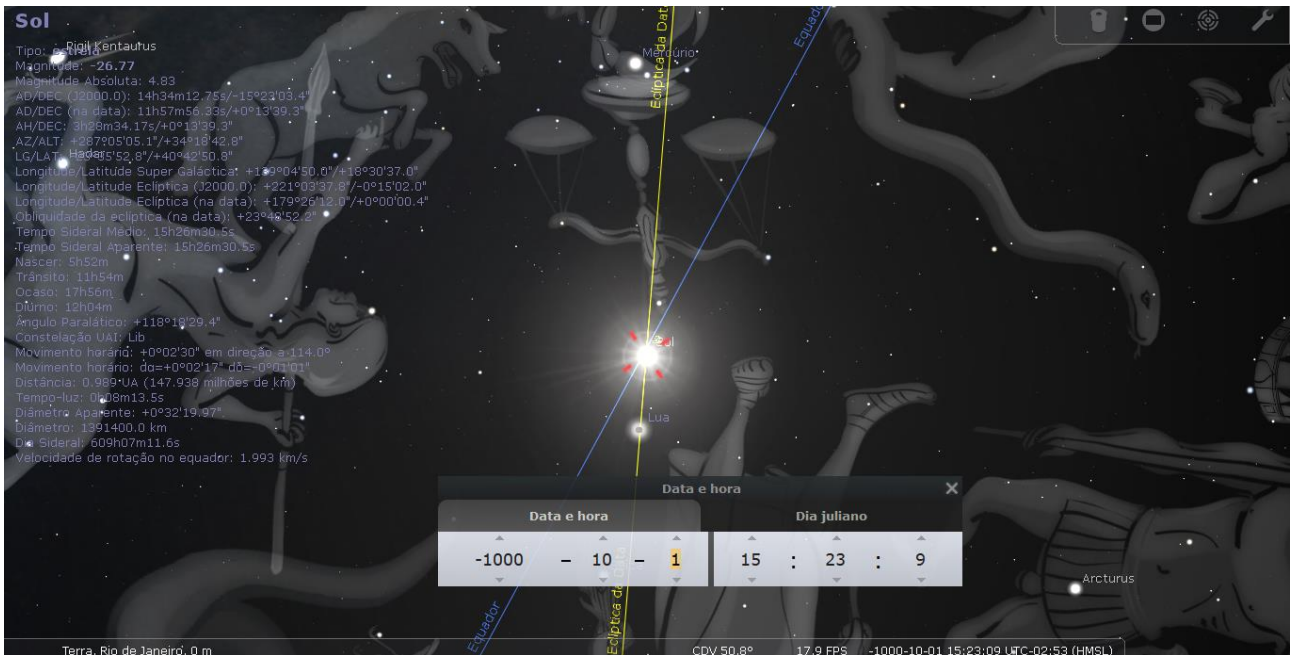 Sol
Rigil Kentaurus
Tipo: estrela
Magnitude: -26.77
Magnitude Absoluta: 4.83
AD/DEC (J2000.0): 14h34m12.75s/-15°23'03.4"
AD/DEC (na data): 11h57m56.33s/+0°13'39.3"
AH/DEC: 3h28m34.17s/+0°13'39.3"
AZ/ALT: +287°05'05.1"/+34°18'42.8"
Hadar
LG/LAT: 52.8"/+40°42'50.8"
Longitude/Latitude Super Galáctica: 04'50.6"/+18°30'37.0"
Longitude/Latitude Ecliptica (J2000.0): +221°03'37.8"/-0°15'02.0"
Longitude/Latitude Ecliptica (na data): +179°26'12.0"/+0°00'00.4"
Obliquidade da eclíptica (na data): +23°48'52.2"
Tempo Sideral Médio: 15h26m30.5s
Tempo Sideral Aparente: 15h26m30.5s
Nascer: 5h52m
Trânsito: 11h54m
Ocaso: 17h56m
Diurno: 12h04m
Ângulo Paralático: +118°18'29.4"
Constelação UAI: Lib
Movimento horário: +0°02'30" em direção a 114.0°
Movimento horário: dα=+0°02'17" dδ=-0°01'01"
Distância: 0.989 UA (147.938 milhões de km)
Tempo-luz: 0h08m13.5s
Diâmetro Aparente: +0°32'19.97"
Diâmetro: 1391400.0 km
Dia Sideral: 609h07m11.6s
Velocidade de rotação no equador: 1.993 km/s
Mercúrio
Eclíptica da Data
Equador
Sol
Lua
Data e hora
Data e hora
Dia juliano
-1000 – 10 – 1
15 : 23 : 9
Arcturus
Equador
Eclíptica da Data
Terra, Rio de Janeiro, 0 m
CDV 50.8°
17.9 FPS
-1000-10-01 15:23:09 UTC-02:53 (HMSL)